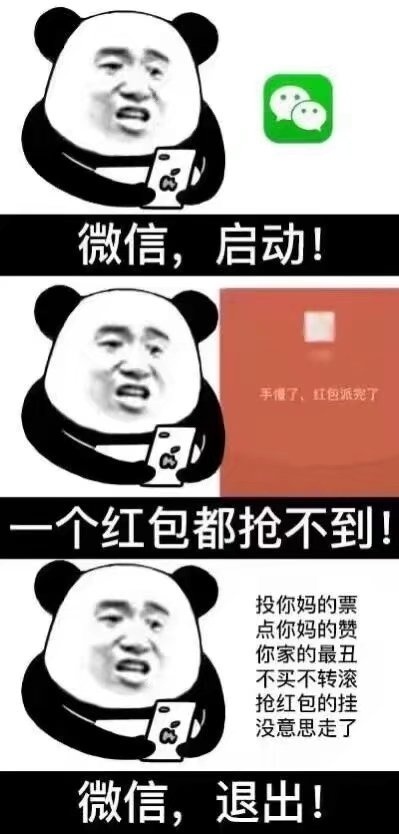 微信，启动！
手慢了，红包派完了
一个红包都抢不到！
投你妈的票
点你妈的赞
你家的最丑
不买不转滚
抢红包的挂
没意思走了
微信，退出！